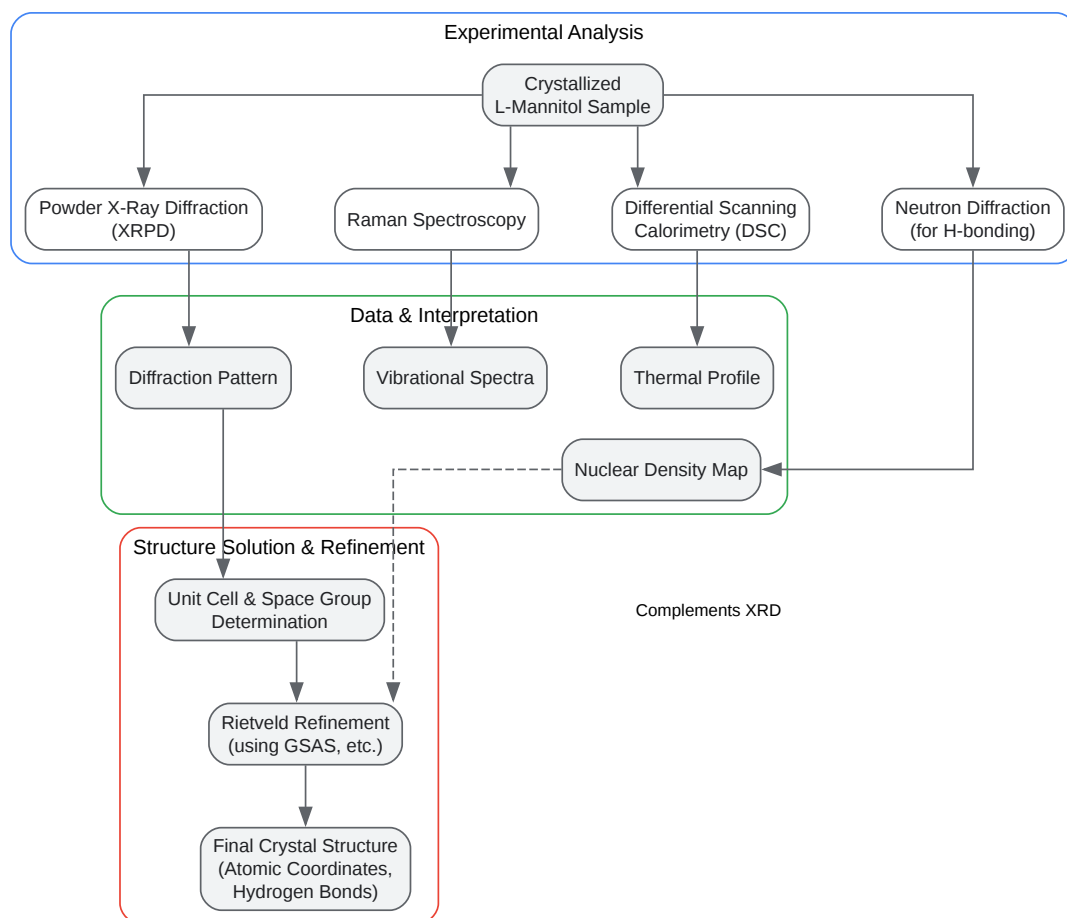 Experimental Analysis
Crystallized
L-Mannitol Sample
Powder X-Ray Diffraction
(XRPD)
Raman Spectroscopy
Differential Scanning
Calorimetry (DSC)
Neutron Diffraction
(for H-bonding)
Data & Interpretation
Diffraction Pattern
Vibrational Spectra
Thermal Profile
Nuclear Density Map
Structure Solution & Refinement
Unit Cell & Space Group
Determination
Complements XRD
Rietveld Refinement
(using GSAS, etc.)
Final Crystal Structure
(Atomic Coordinates,
Hydrogen Bonds)